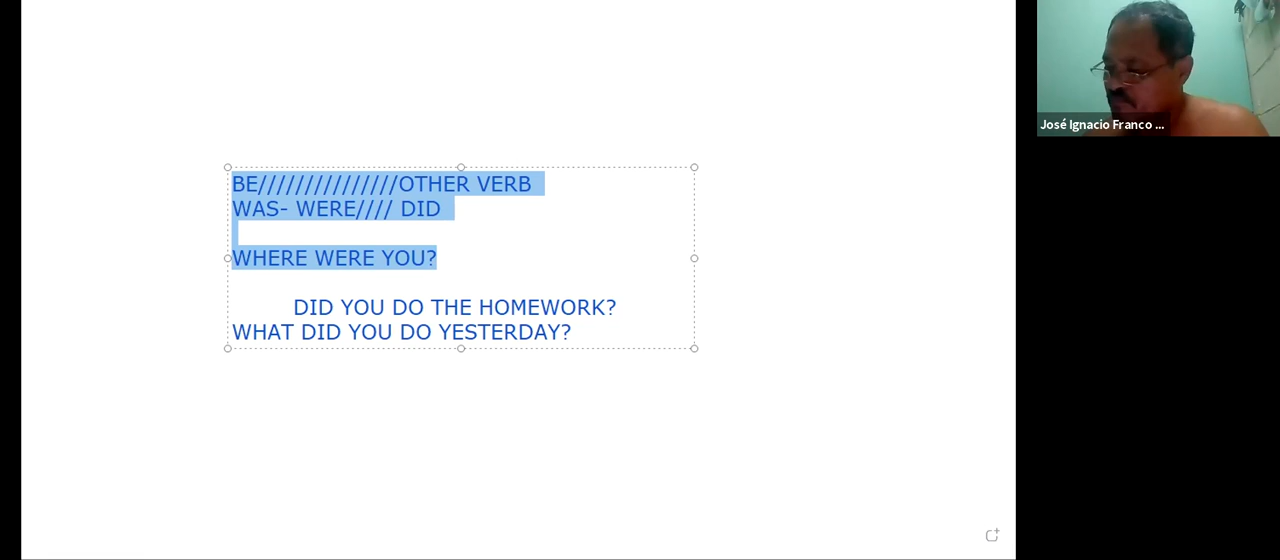 BE///////////////OTHER VERB
WAS- WERE//// DID
WHERE WERE YOU?
DID YOU DO THE HOMEWORK?
WHAT DID YOU DO YESTERDAY?
José Ignacio Franco ...